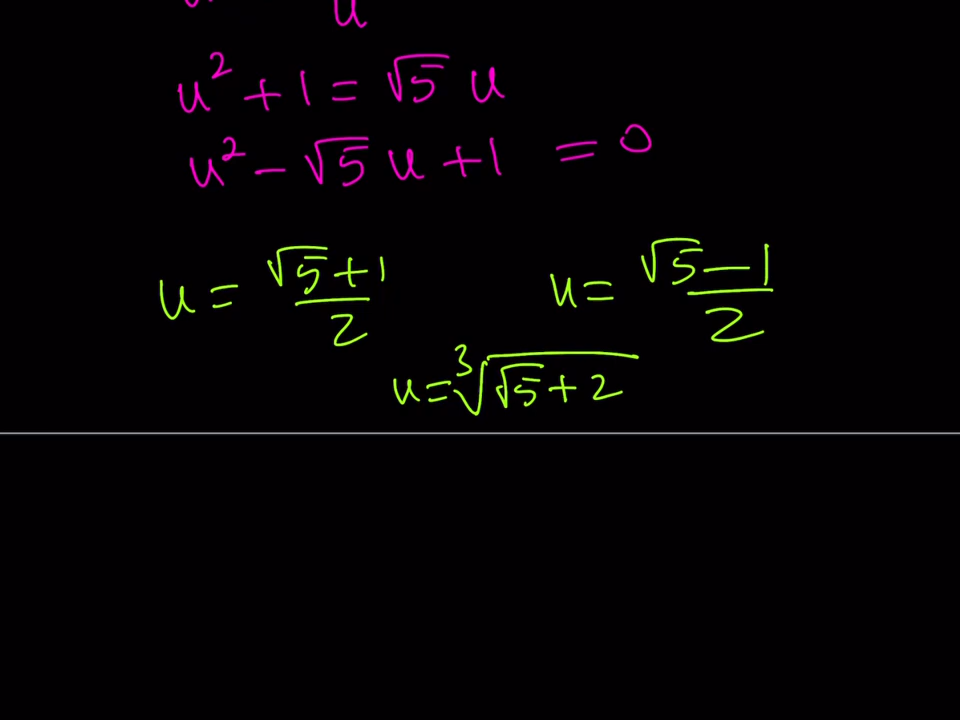 u
u² + 1 = √5 u
u² - √5 u + 1 = 0
u = (√5 + 1)/2 u = (√5 - 1)/2
u = ∛(√5 + 2)